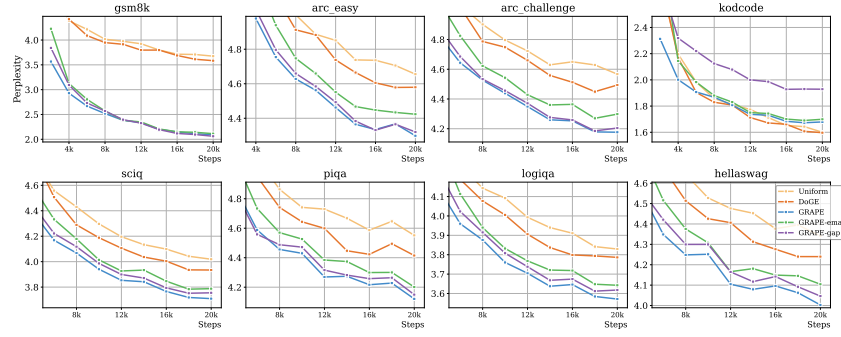 gsm8k
arc_easy
arc_challenge
kodcode
Perplexity
4.0
3.5
3.0
2.5
2.0
4k 8k 12k 16k 20k
Steps
4.8
4.6
4.4
4k 8k 12k 16k 20k
Steps
4.8
4.6
4.4
4.2
8k 12k 16k 20k
Steps
2.4
2.2
2.0
1.8
1.6
4k 8k 12k 16k 20k
Steps
sciq
piqa
logiqa
hellaswag
4.6
4.4
4.2
4.0
3.8
8k 12k 16k 20k
Steps
4.8
4.6
4.4
4.2
8k 12k 16k 20k
Steps
4.1
4.0
3.9
3.8
3.7
3.6
8k 12k 16k 20k
Steps
4.6
4.5
4.4
4.3
4.2
4.1
4.0
8k 12k 16k 20k
Steps
Uniform
DoGE
GRAPE
GRAPE-ema
GRAPE-gap